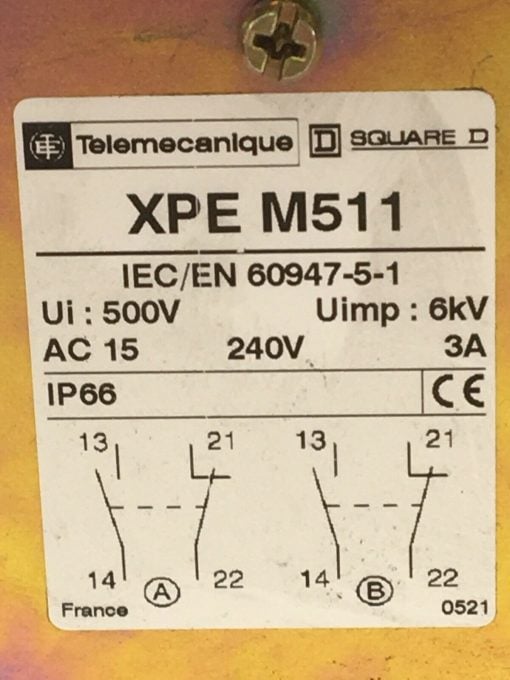 Telemecanique D SQUARE D
XPE M511
IEC/EN 60947-5-1
Ui : 500V Uimp : 6kV
AC 15 240V 3A
IP66 CE
13 21 13 21
14 A 22 14 B 22
France 0521